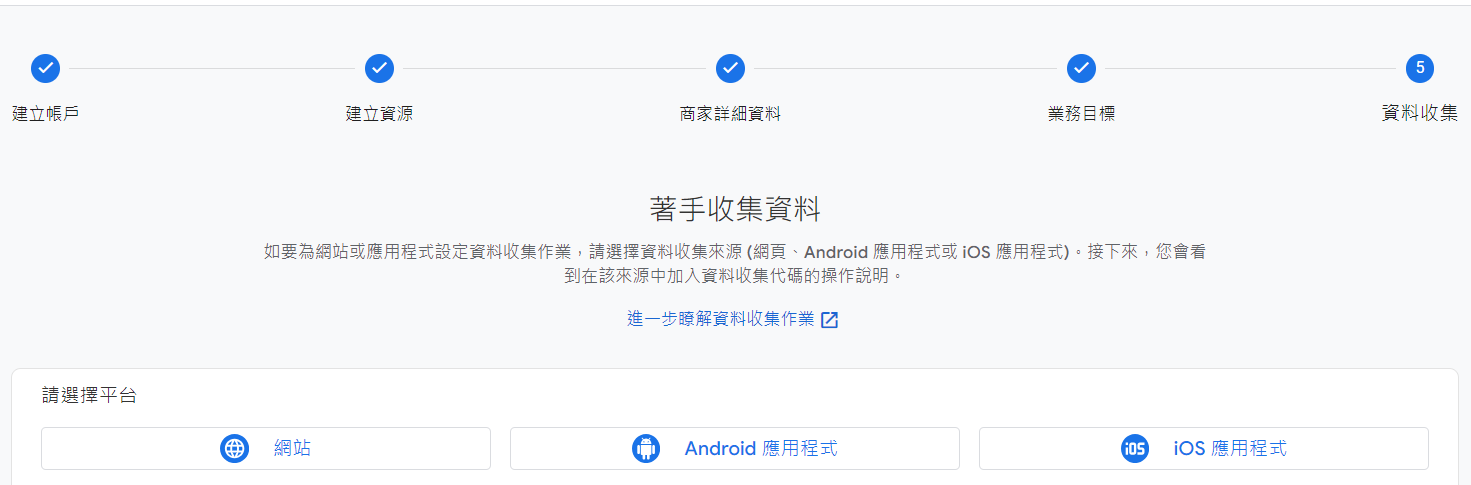 5
建立帳戶
建立資源
商家詳細資料
業務目標
資料收集
著手收集資料
如要為網站或應用程式設定資料收集作業，請選擇資料收集來源 (網頁、Android 應用程式或 iOS 應用程式)。接下來，您會看
到在該來源中加入資料收集代碼的操作說明。
進一步瞭解資料收集作業
請選擇平台
網站
Android 應用程式
iOS
iOS 應用程式